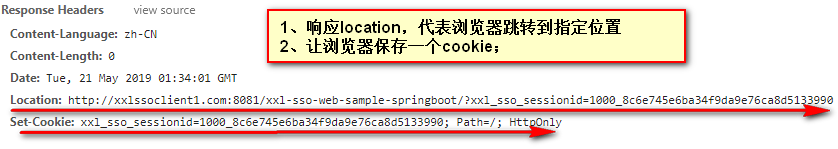 Response Headers view source
1、响应location，代表浏览器跳转到指定位置
2、让浏览器保存一个cookie；
Content-Language: zh-CN
Content-Length: 0
Date: Tue, 21 May 2019 01:34:01 GMT
Location: http://xxlssoclient1.com:8081/xxl-sso-web-sample-springboot/?xxl_sso_sessionid=1000_8c6e745e6ba34f9da9e76ca8d5133990
Set-Cookie: xxl_sso_sessionid=1000_8c6e745e6ba34f9da9e76ca8d5133990; Path=/; HttpOnly